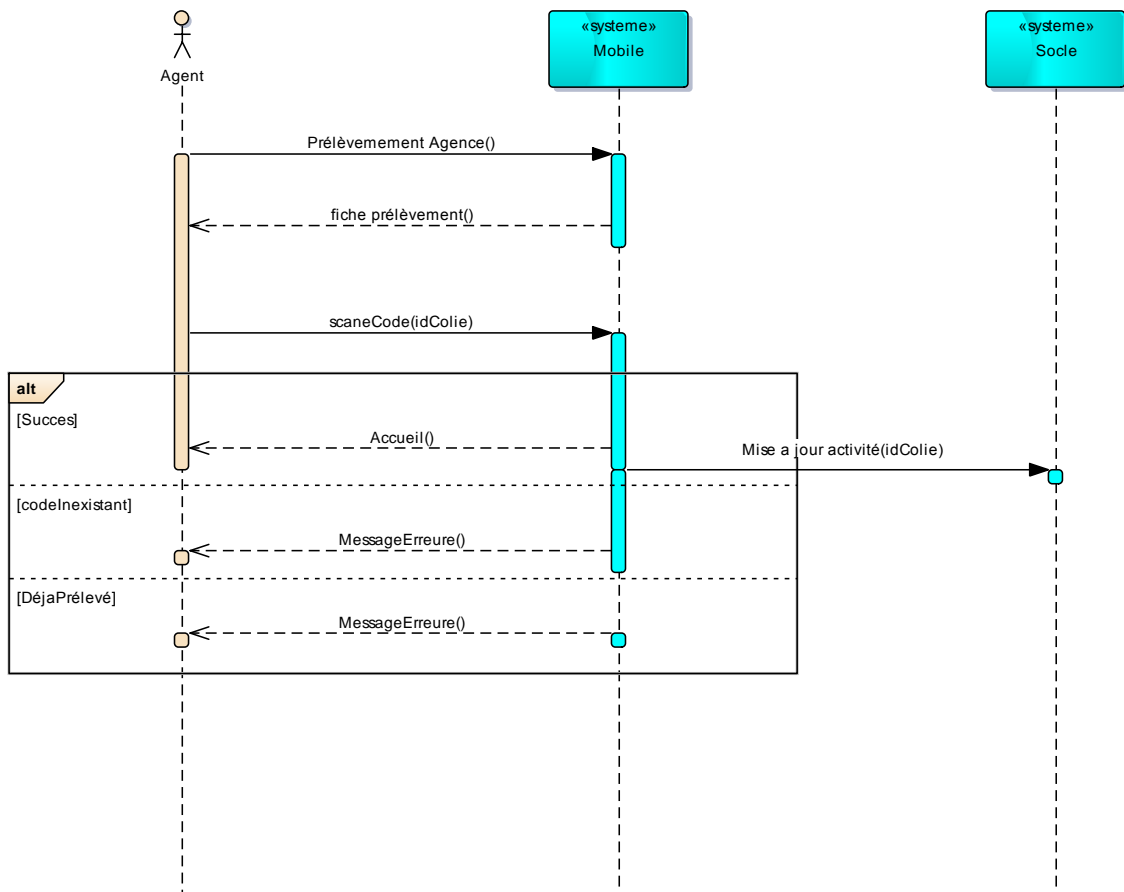 «systeme»
Mobile
«systeme»
Socle
Agent
Prélèvemement Agence()
fiche prélèvement()
scaneCode(idColie)
alt
[Succes]
Accueil()
Mise a jour activité(idColie)
[codeInexistant]
MessageErreure()
[DéjaPrélevé]
MessageErreure()